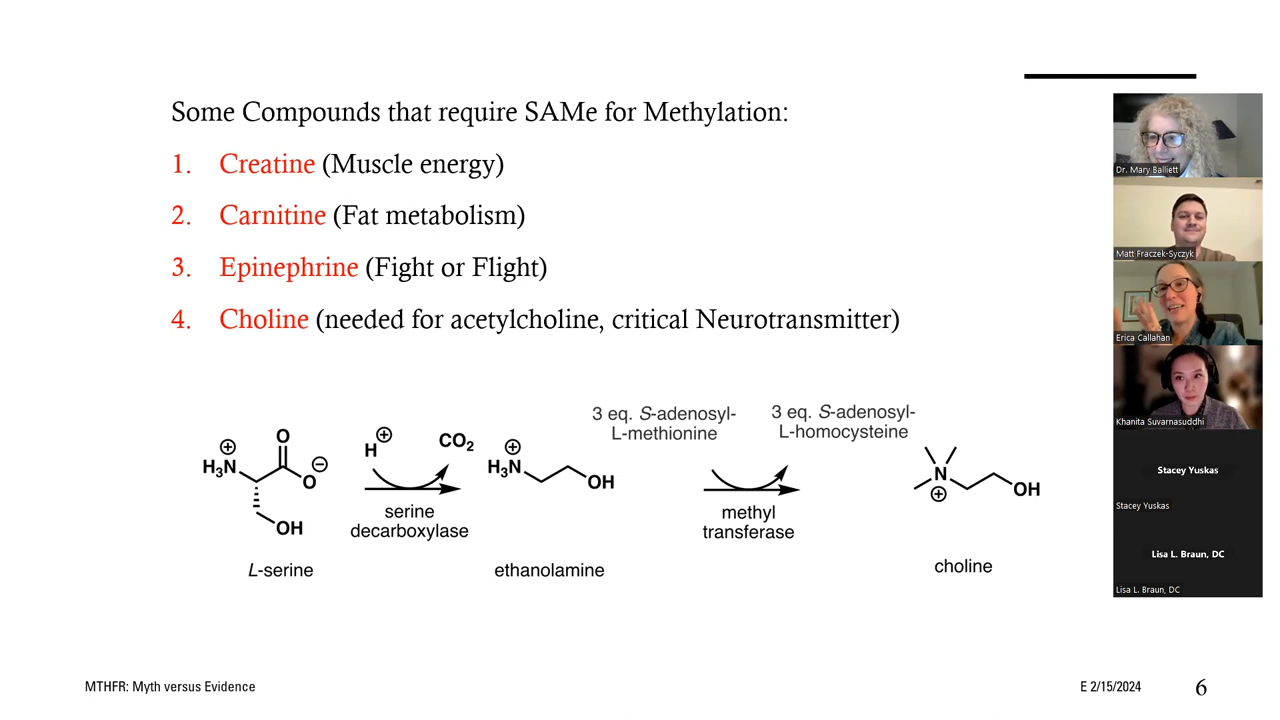 Some Compounds that require SAMe for Methylation:
1. Creatine (Muscle energy)
2. Carnitine (Fat metabolism)
3. Epinephrine (Fight or Flight)
4. Choline (needed for acetylcholine, critical Neurotransmitter)
3 eq. S-adenosyl-
L-methionine
3 eq. S-adenosyl-
L-homocysteine
H3N⊕
O
O⊖
OH
H⊕
CO2
serine
decarboxylase
L-serine
H3N⊕
OH
ethanolamine
methyl
transferase
N⊕
OH
choline
Dr. Mary Balliett
Matt Fraczek-Syczyk
Erica Callahan
Khanita Suvarnasuddhi
Stacey Yuskas
Stacey Yuskas
Lisa L. Braun, DC
Lisa L. Braun, DC
MTHFR: Myth versus Evidence
E 2/15/2024
6